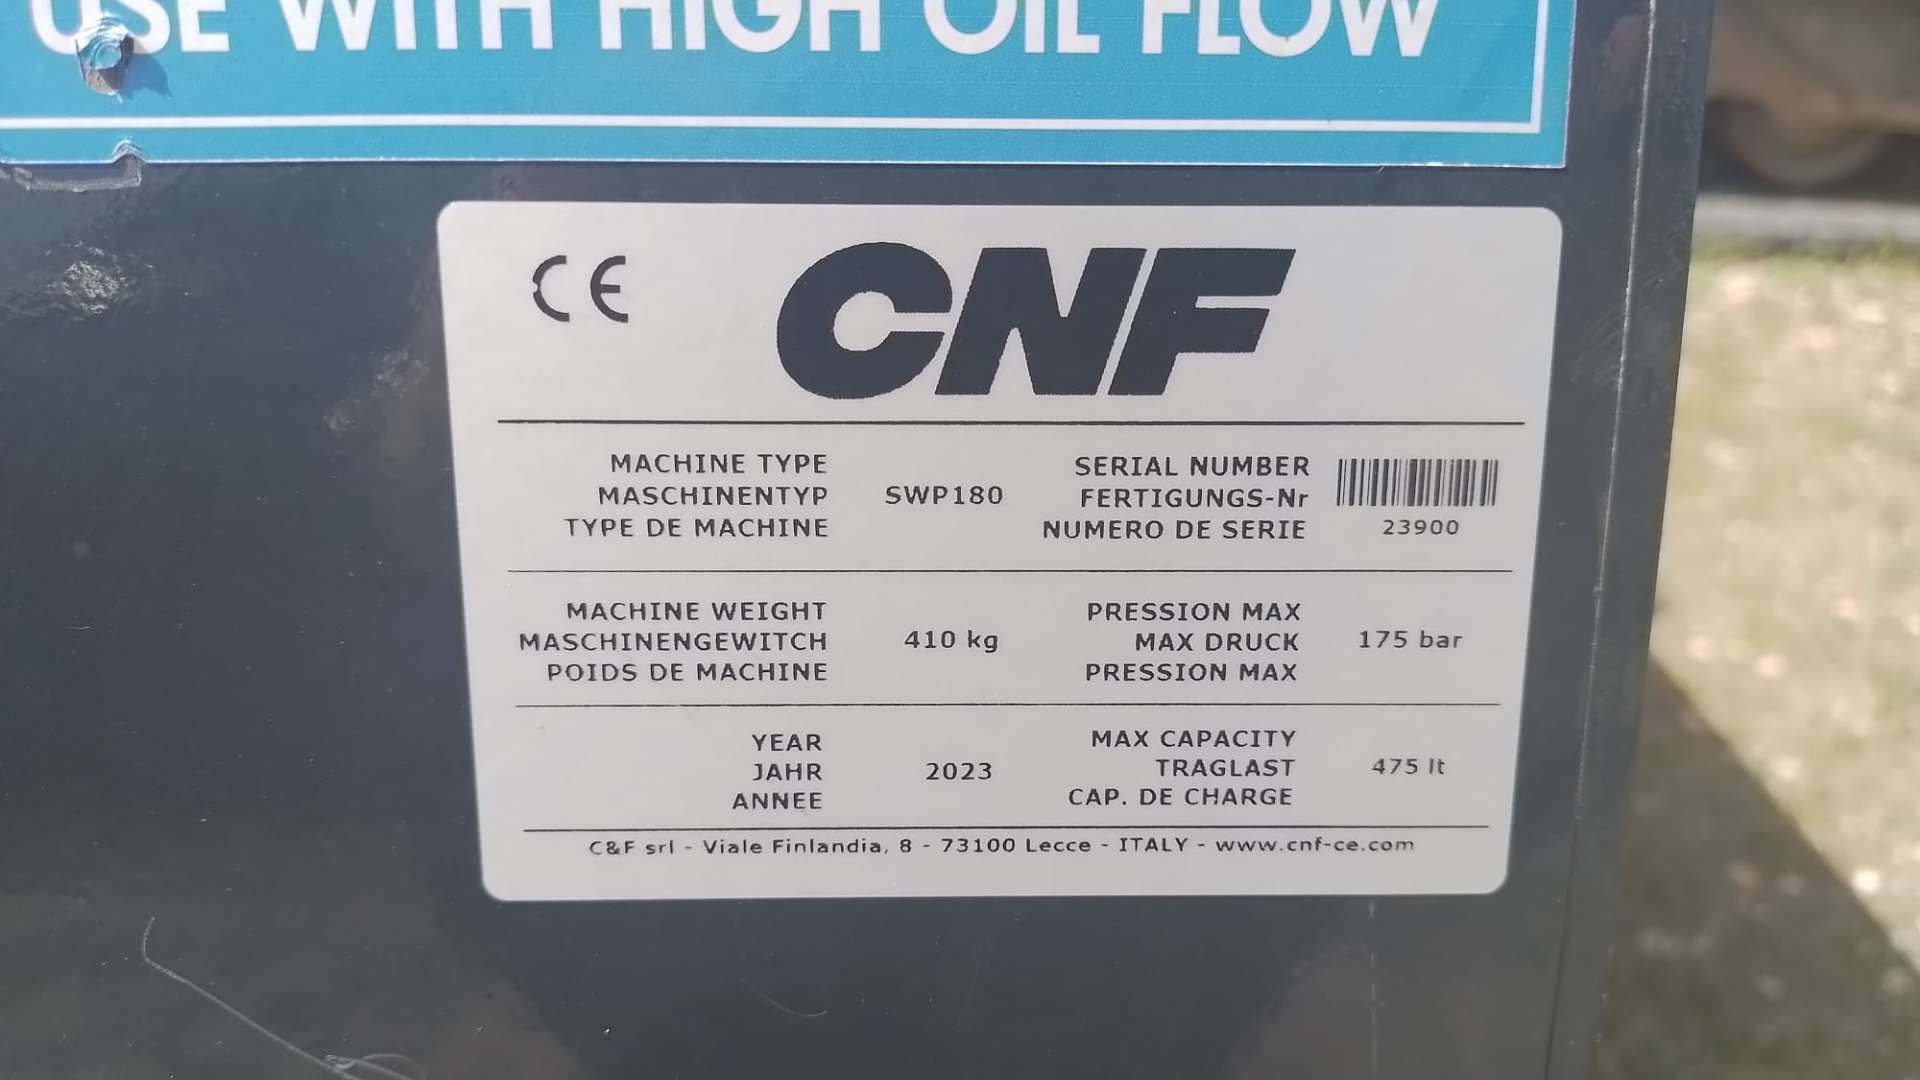 USE WITH HIGH OIL FLOW
CE
CNF
MACHINE TYPE
MASCHINENTYP
TYPE DE MACHINE
SWP180
SERIAL NUMBER
FERTIGUNGS-Nr
NUMERO DE SERIE
23900
MACHINE WEIGHT
MASCHINENGEWITCH
POIDS DE MACHINE
410 kg
PRESSION MAX
MAX DRUCK
PRESSION MAX
175 bar
YEAR
JAHR
ANNEE
2023
MAX CAPACITY
TRAGLAST
CAP. DE CHARGE
475 lt
C&F srl - Viale Finlandia, 8 - 73100 Lecce - ITALY - www.cnf-ce.com